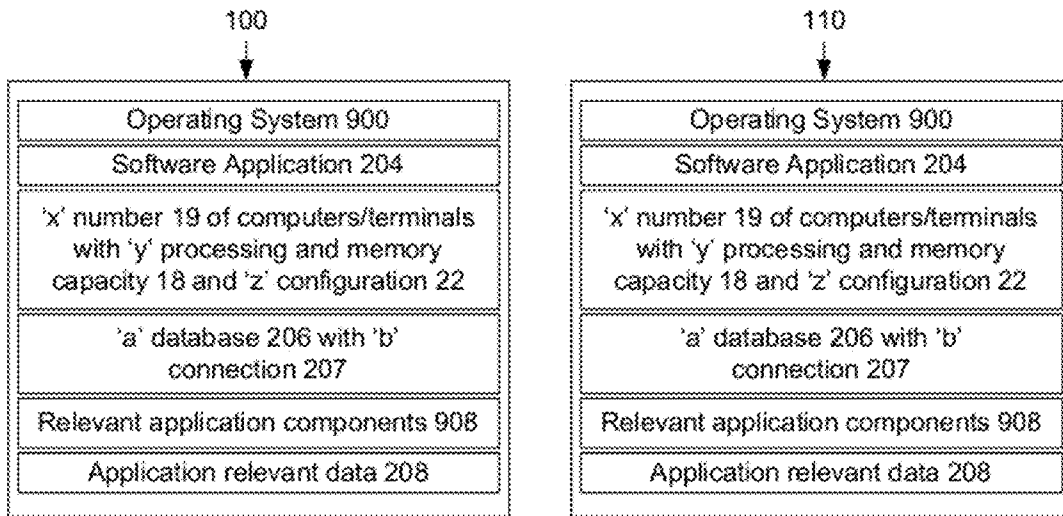 100
Operating System 900
Software Application 204
'x' number 19 of computers/terminals
with 'y' processing and memory
capacity 18 and 'z' configuration 22
'a' database 206 with 'b'
connection 207
Relevant application components 908
Application relevant data 208
110
Operating System 900
Software Application 204
'x' number 19 of computers/terminals
with 'y' processing and memory
capacity 18 and 'z' configuration 22
'a' database 206 with 'b'
connection 207
Relevant application components 908
Application relevant data 208